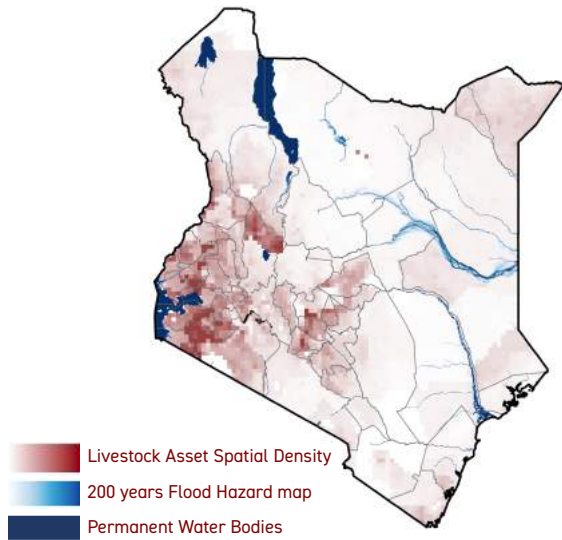 Livestock Asset Spatial Density
200 years Flood Hazard map
Permanent Water Bodies